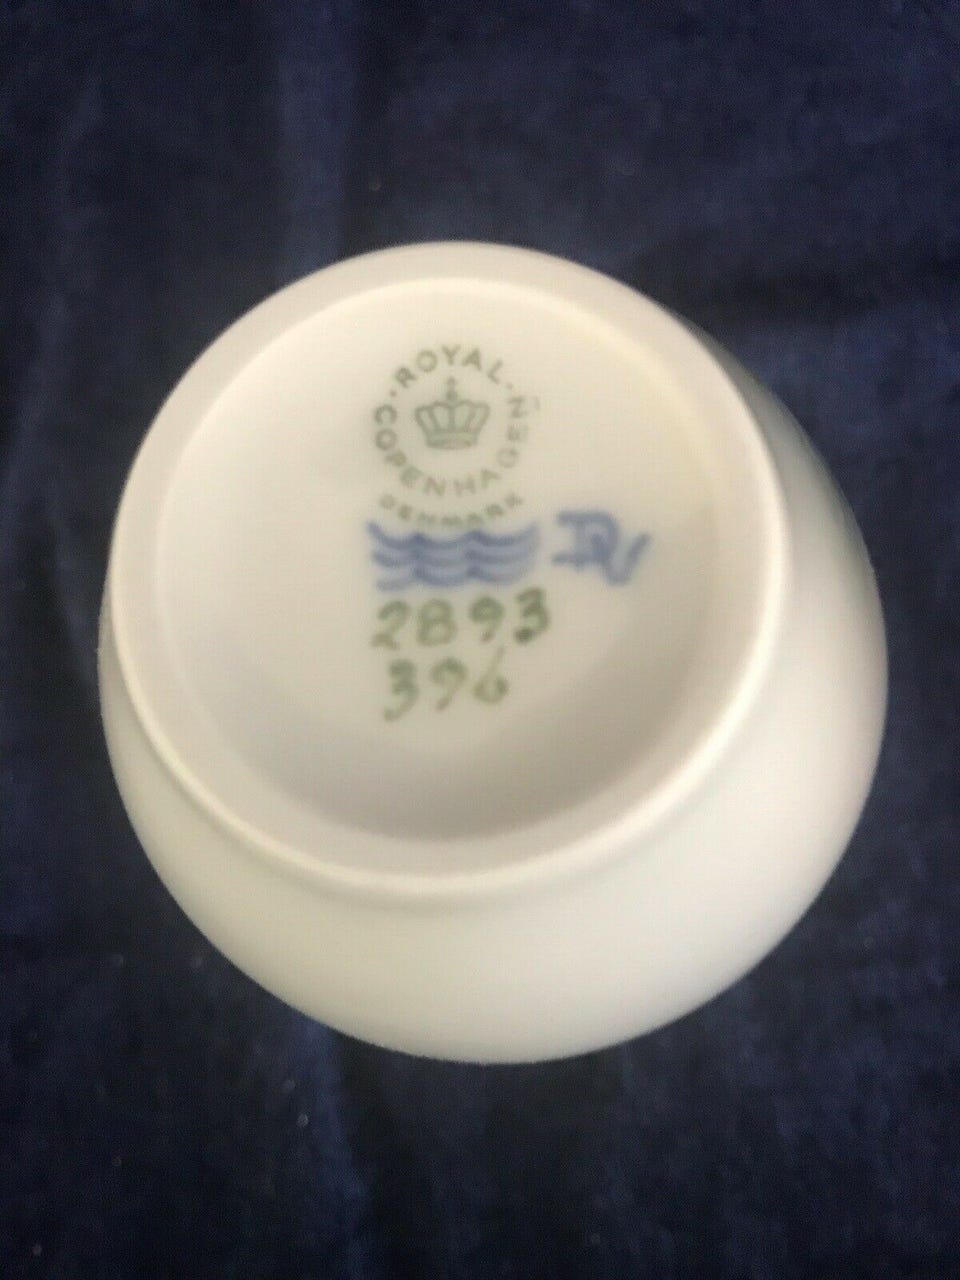 ROYAL
COPENHAGEN
DENMARK
2893
396